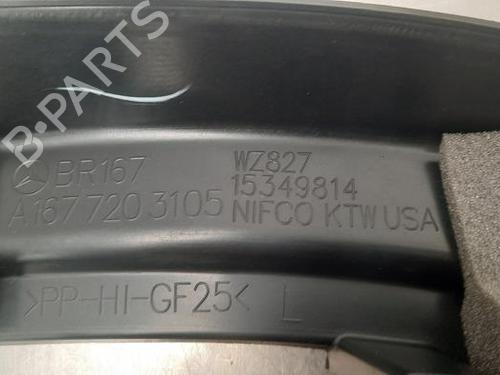 B-PARTS
BR167
A167 720 3105
WZ827
15349814
NIFCO KTW USA
>PP-HI-GF25<
L